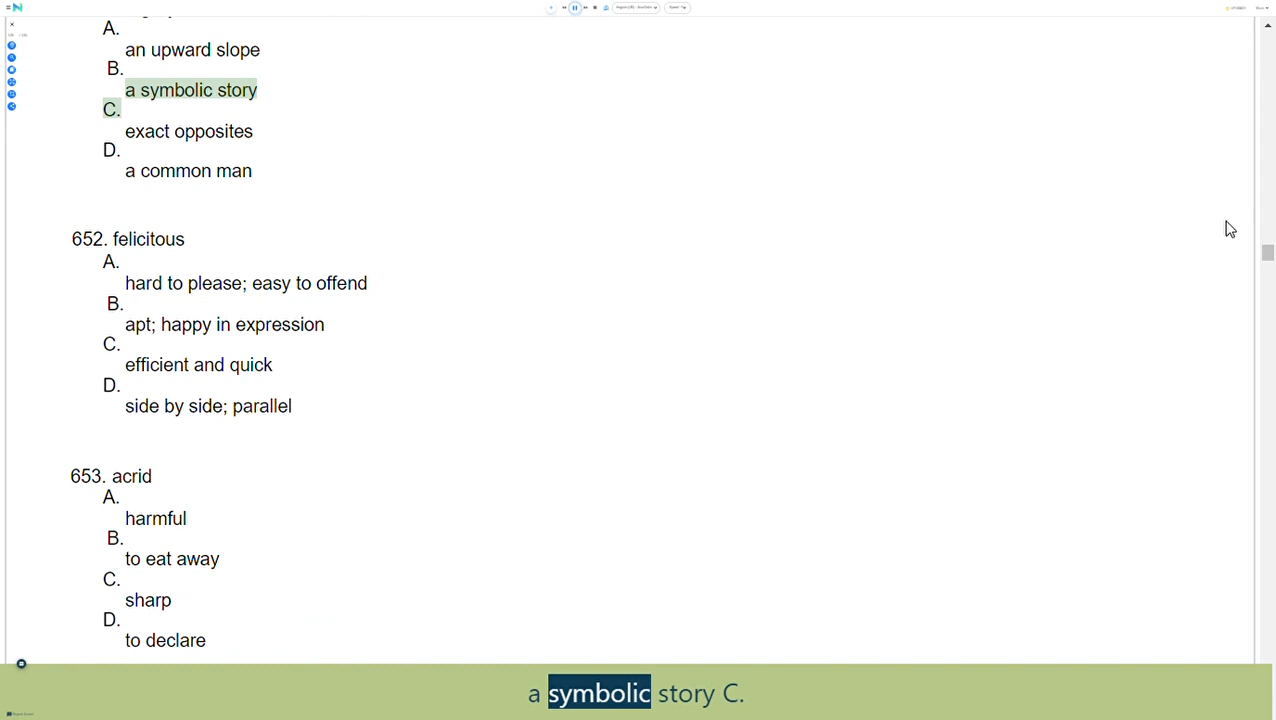 A.
an upward slope
B.
a symbolic story
C.
exact opposites
D.
a common man
652. felicitous
A.
hard to please; easy to offend
B.
apt; happy in expression
C.
efficient and quick
D.
side by side; parallel
653. acrid
A.
harmful
B.
to eat away
C.
sharp
D.
to declare
a symbolic story C.